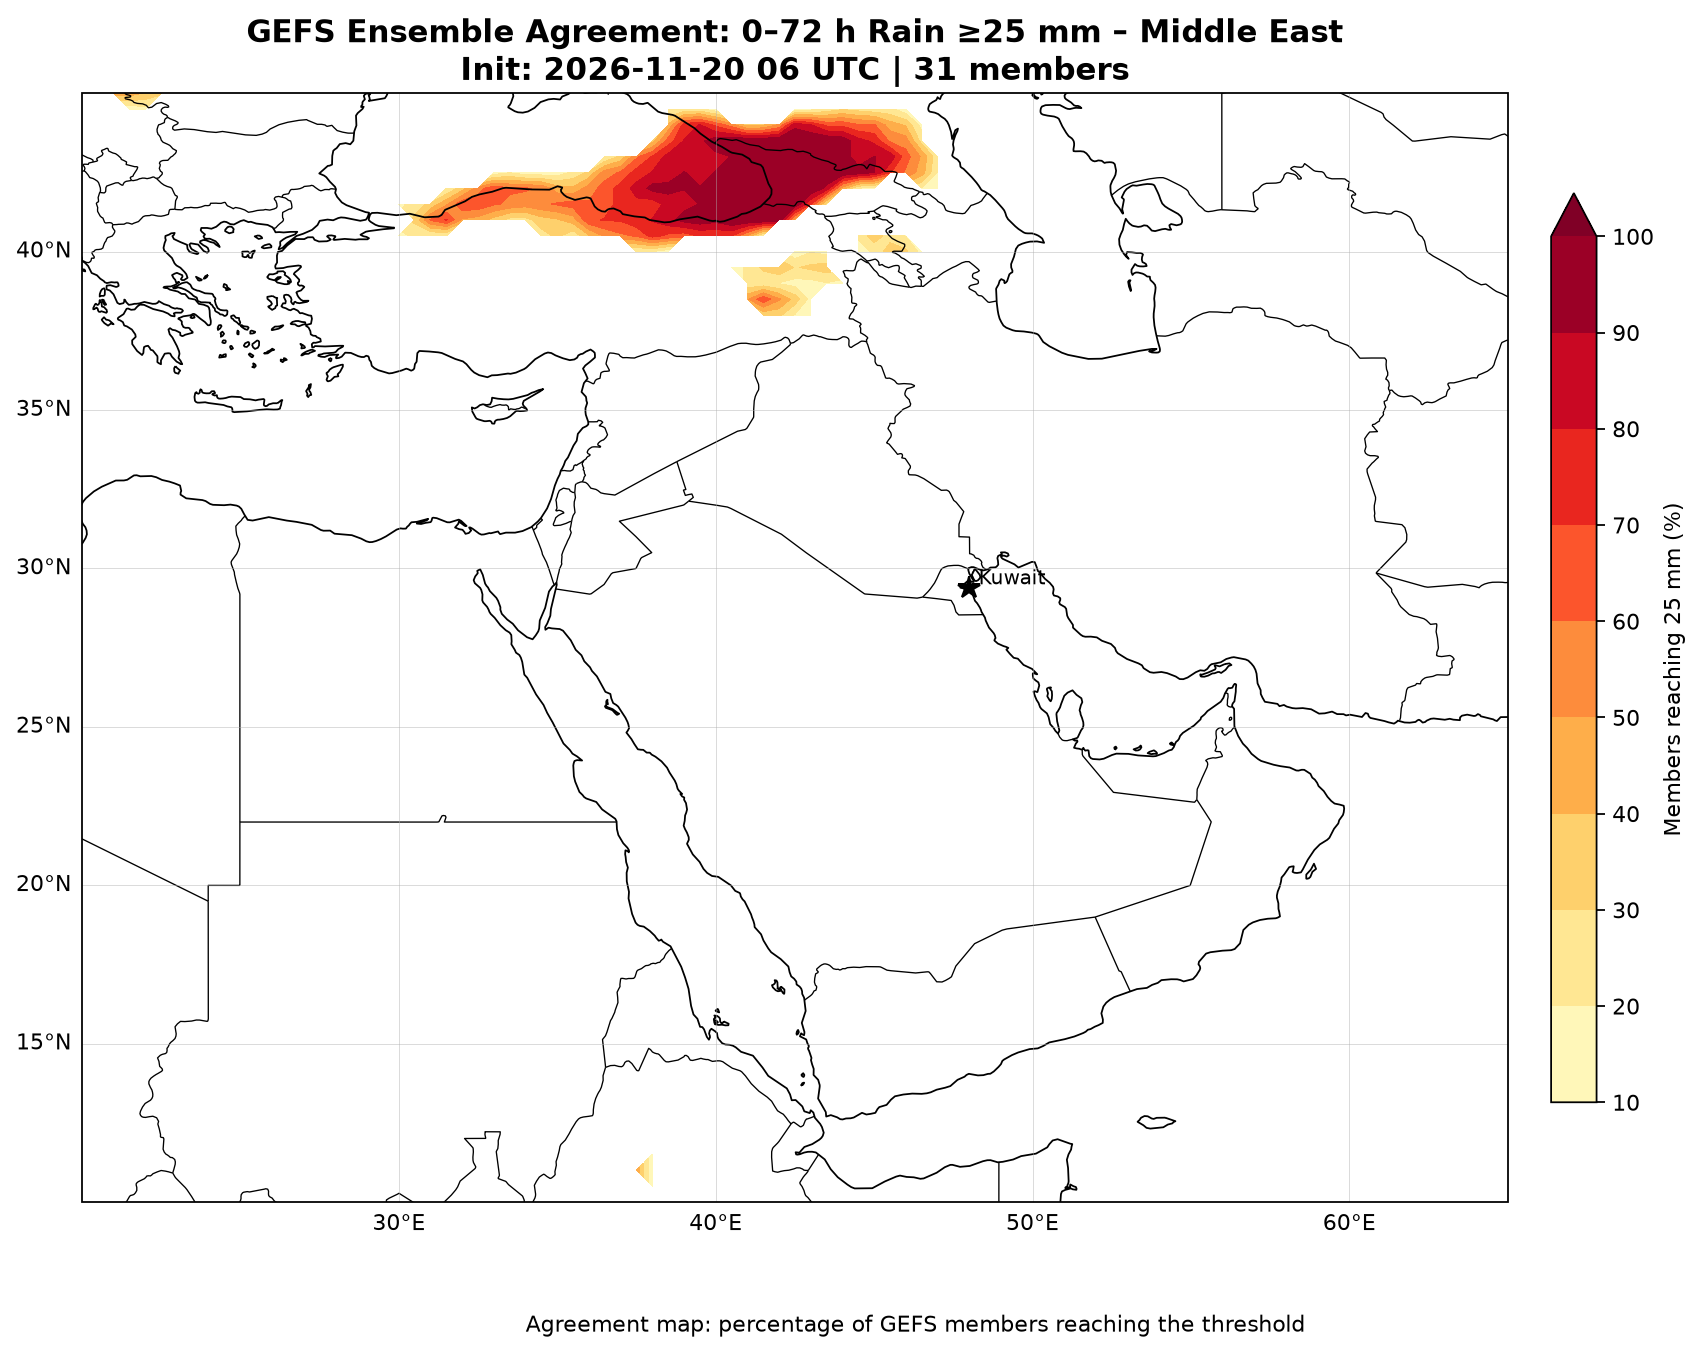 GEFS Ensemble Agreement: 0–72 h Rain ≥25 mm – Middle East
Init: 2026-11-20 06 UTC | 31 members
40°N
35°N
30°N
25°N
20°N
15°N
30°E
40°E
50°E
60°E
Kuwait
100
90
80
70
60
50
40
30
20
10
Members reaching 25 mm (%)
Agreement map: percentage of GEFS members reaching the threshold